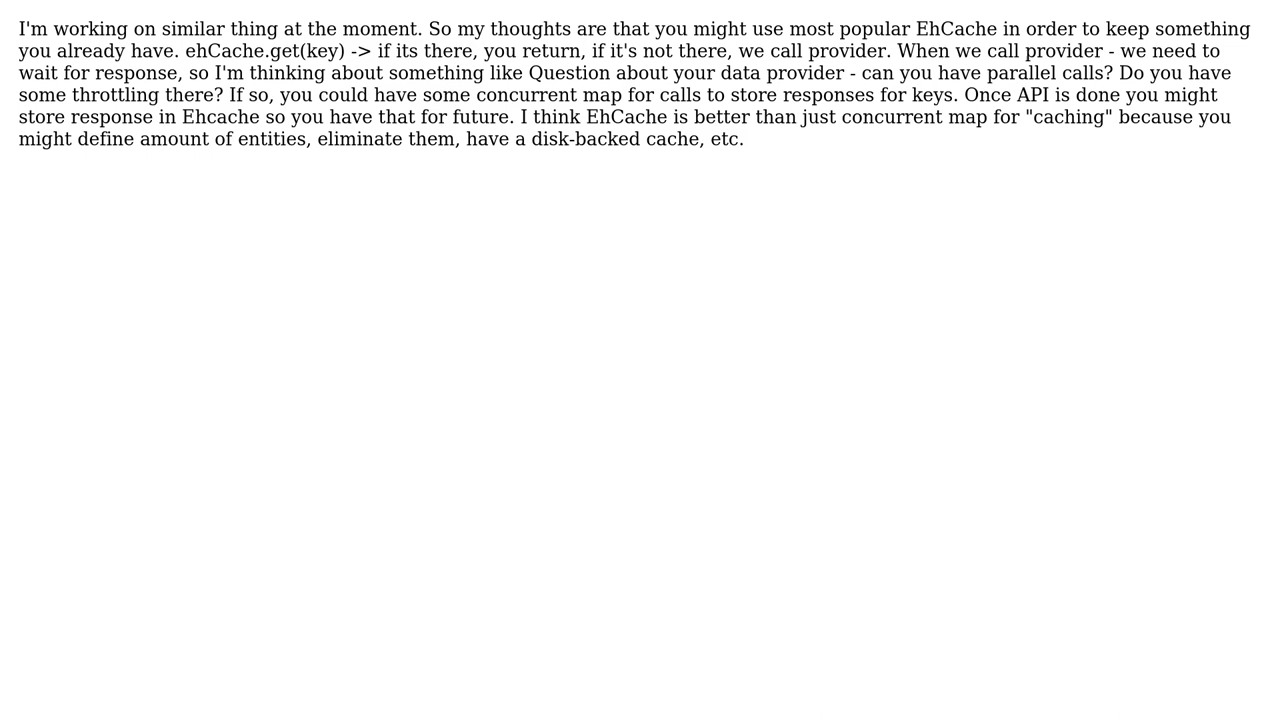 I'm working on similar thing at the moment. So my thoughts are that you might use most popular EhCache in order to keep something
you already have. ehCache.get(key) -> if its there, you return, if it's not there, we call provider. When we call provider - we need to
wait for response, so I'm thinking about something like Question about your data provider - can you have parallel calls? Do you have
some throttling there? If so, you could have some concurrent map for calls to store responses for keys. Once API is done you might
store response in Ehcache so you have that for future. I think EhCache is better than just concurrent map for "caching" because you
might define amount of entities, eliminate them, have a disk-backed cache, etc.